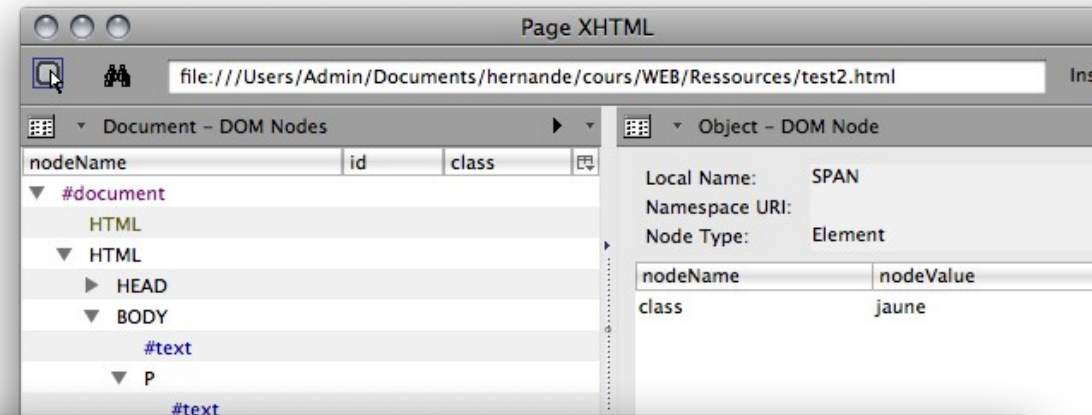 Page XHTML
file:///Users/Admin/Documents/hernande/cours/WEB/Ressources/test2.html
Ins
Document – DOM Nodes
Object – DOM Node
nodeName id class
#document
HTML
HTML
HEAD
BODY
#text
P
#text
Local Name: SPAN
Namespace URI:
Node Type: Element
nodeName nodeValue
class jaune